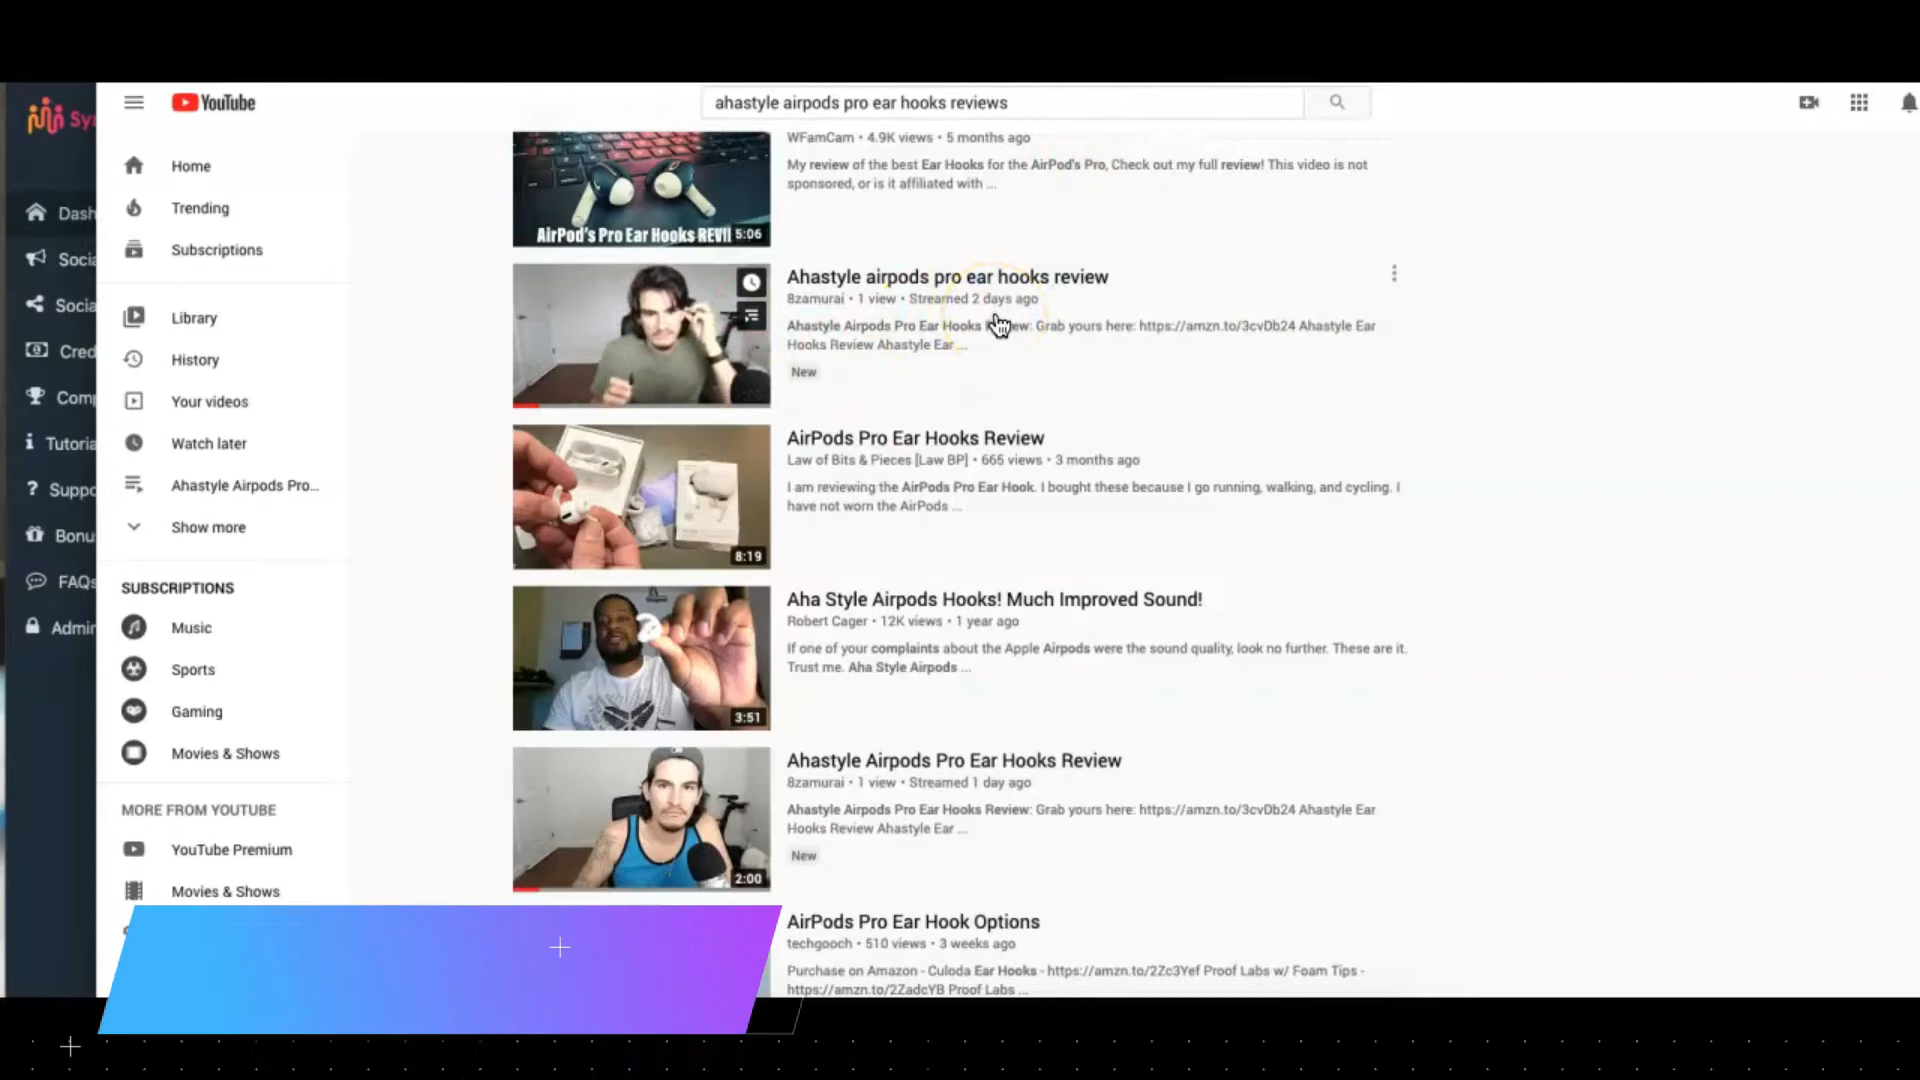 Sy
Dash
Socia
Socia
Cred
Comp
Tutoria
Suppo
Bonu
FAQs
Admin
YouTube
ahastyle airpods pro ear hooks reviews
Home
Trending
Subscriptions
Library
History
Your videos
Watch later
Ahastyle Airpods Pro...
Show more
SUBSCRIPTIONS
Music
Sports
Gaming
Movies & Shows
MORE FROM YOUTUBE
YouTube Premium
Movies & Shows
AirPod's Pro Ear Hooks REVI
5:06
WFamCam • 4.9K views • 5 months ago
My review of the best Ear Hooks for the AirPod's Pro, Check out my full review! This video is not
sponsored, or is it affiliated with ...
Ahastyle airpods pro ear hooks review
8zamurai • 1 view • Streamed 2 days ago
Ahastyle Airpods Pro Ear Hooks Review: Grab yours here: https://amzn.to/3cvDb24 Ahastyle Ear
Hooks Review Ahastyle Ear ...
New
8:19
AirPods Pro Ear Hooks Review
Law of Bits & Pieces [Law BP] • 665 views • 3 months ago
I am reviewing the AirPods Pro Ear Hook. I bought these because I go running, walking, and cycling. I
have not worn the AirPods ...
3:51
Aha Style Airpods Hooks! Much Improved Sound!
Robert Cager • 12K views • 1 year ago
If one of your complaints about the Apple Airpods were the sound quality, look no further. These are it.
Trust me. Aha Style Airpods ...
2:00
Ahastyle Airpods Pro Ear Hooks Review
8zamurai • 1 view • Streamed 1 day ago
Ahastyle Airpods Pro Ear Hooks Review: Grab yours here: https://amzn.to/3cvDb24 Ahastyle Ear
Hooks Review Ahastyle Ear ...
New
AirPods Pro Ear Hook Options
techgooch • 510 views • 3 weeks ago
Purchase on Amazon - Culoda Ear Hooks - https://amzn.to/2Zc3Yef Proof Labs w/ Foam Tips -
https://amzn.to/2ZadcYB Proof Labs ...